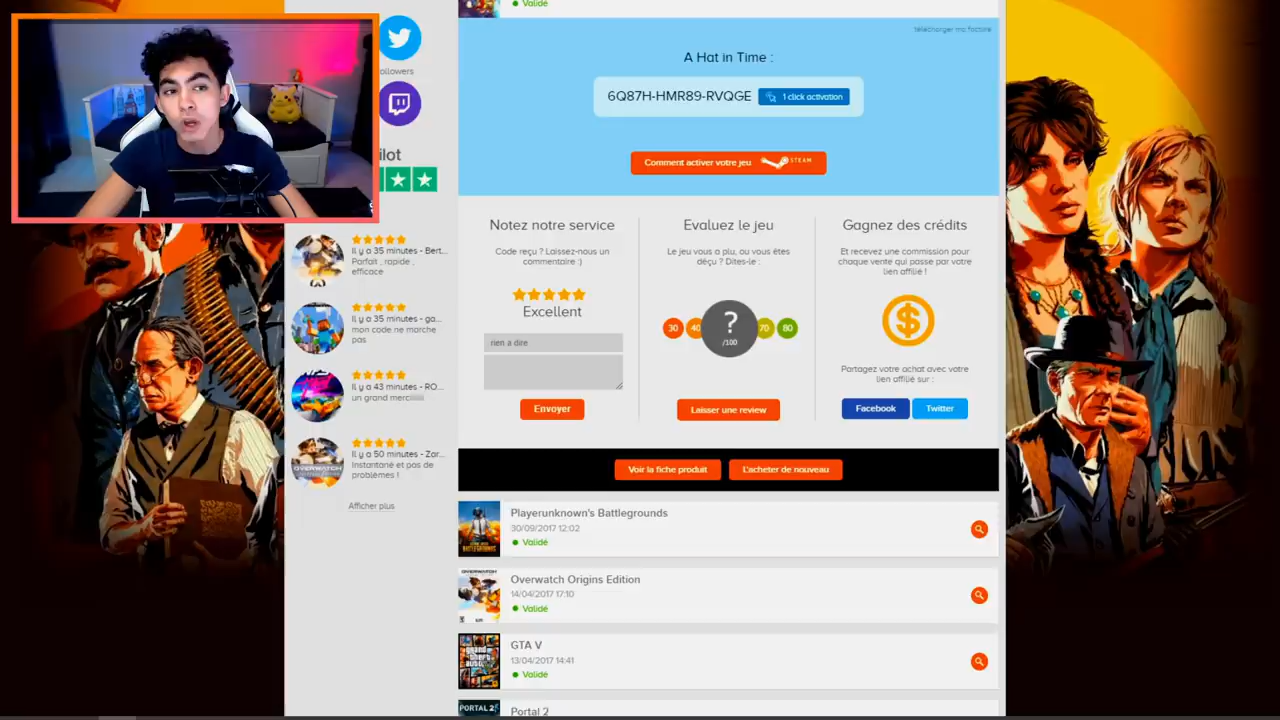 ollowers
ilot
Il y a 35 minutes - Bert...
Parfait , rapide ,
efficace
Il y a 35 minutes - ga...
mon code ne marche
pas
Il y a 43 minutes - RO...
un grand merciiiiii
Il y a 50 minutes - Zor...
Instantané et pas de
problèmes !
Afficher plus
Validé
télécharger ma facture
A Hat in Time :
6Q87H-HMR89-RVQGE
1 click activation
Comment activer votre jeu STEAM
Notez notre service
Code reçu ? Laissez-nous un
commentaire :)
Excellent
rien a dire
Envoyer
Evaluez le jeu
Le jeu vous a plu, ou vous êtes
déçu ? Dites-le :
30 40 ? /100 70 80
Laisser une review
Gagnez des crédits
Et recevez une commission pour
chaque vente qui passe par votre
lien affilié !
$
Partagez votre achat avec votre
lien affilié sur :
Facebook Twitter
Voir la fiche produit L'acheter de nouveau
Playerunknown's Battlegrounds
30/09/2017 12:02
Validé
Overwatch Origins Edition
14/04/2017 17:10
Validé
GTA V
13/04/2017 14:41
Validé
PORTAL 2
Portal 2